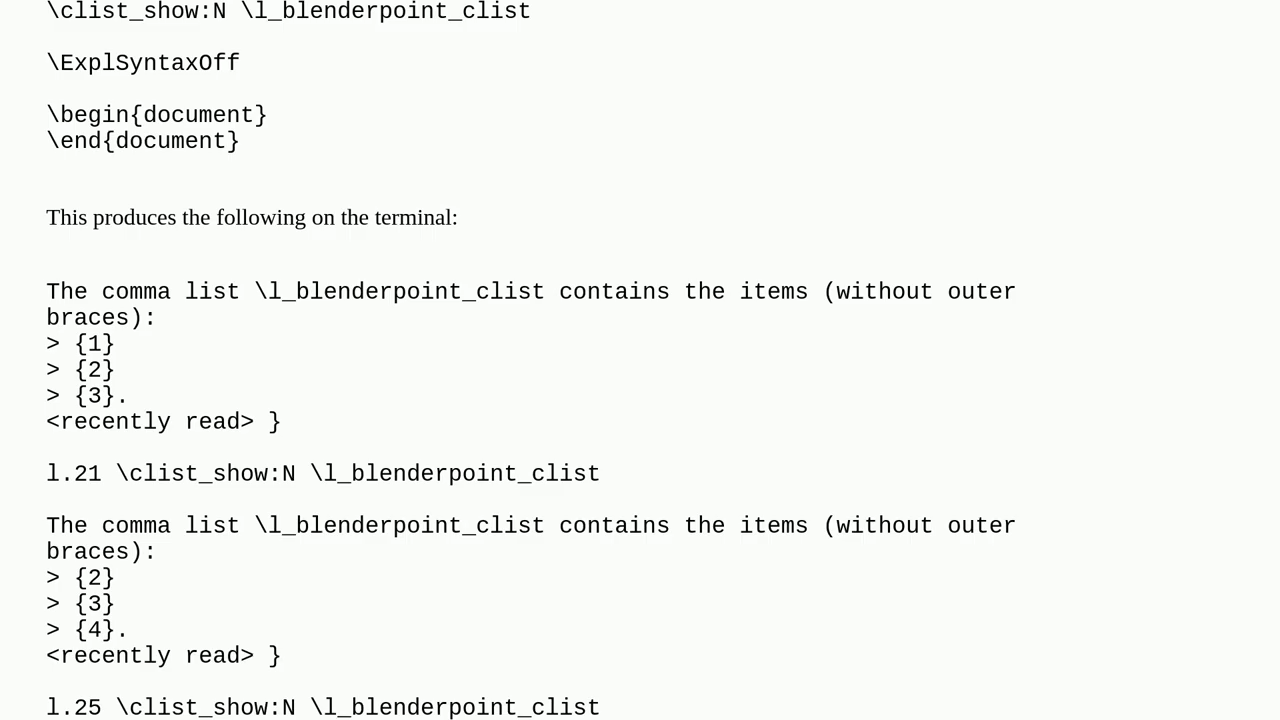 \clist_show:N \l_blenderpoint_clist
\ExplSyntaxOff
\begin{document}
\end{document}
This produces the following on the terminal:
The comma list \l_blenderpoint_clist contains the items (without outer
braces):
> {1}
> {2}
> {3}.
<recently read> }
l.21 \clist_show:N \l_blenderpoint_clist
The comma list \l_blenderpoint_clist contains the items (without outer
braces):
> {2}
> {3}
> {4}.
<recently read> }
l.25 \clist_show:N \l_blenderpoint_clist